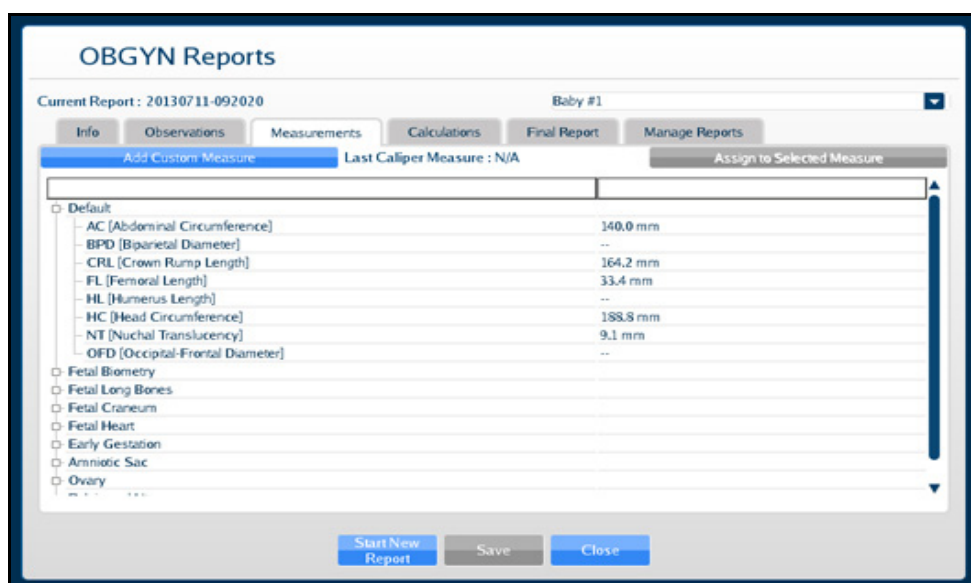 OBGYN Reports
Current Report : 20130711-092020 Baby #1
Info Observations Measurements Calculations Final Report Manage Reports
Add Custom Measure Last Caliper Measure : N/A Assign to Selected Measure
Default
AC [Abdominal Circumference] 140.0 mm
BPD [Biparietal Diameter] --
CRL [Crown Rump Length] 164.2 mm
FL [Femoral Length] 33.4 mm
HL [Humerus Length] --
HC [Head Circumference] 188.8 mm
NT [Nuchal Translucency] 9.1 mm
OFD [Occipital-Frontal Diameter] --
Fetal Biometry
Fetal Long Bones
Fetal Craneum
Fetal Heart
Early Gestation
Amniotic Sac
Ovary
Start New Report Save Close